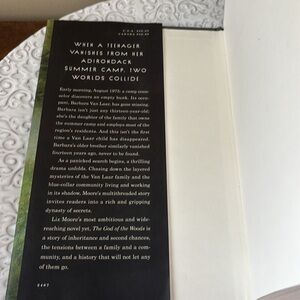 WHEN A TEENAGER
VANISHES FROM HER
ADIRONDACK
SUMMER CAMP, TWO
WORLDS COLLIDE
Early morning, August 1975: a camp coun-
selor discovers an empty bunk. Its occu-
pant, Barbara Van Laar, has gone missing.
Barbara isn't just any thirteen-year-old;
she's the daughter of the family that owns
the summer camp and employs most of the
region's residents. And this isn't the first
time a Van Laar child has disappeared.
Barbara's older brother similarly vanished
fourteen years ago, never to be found.
As a panicked search begins, a thrilling
drama unfolds. Chasing down the layered
mysteries of the Van Laar family and the
blue-collar community living and working
in its shadow, Moore's multithreaded story
invites readers into a rich and gripping
dynasty of secrets.
Liz Moore's most ambitious and wide-
reaching novel yet, The God of the Woods is
a story of inheritance and second chances,
the tensions between a family and a com-
munity, and a history that will not let any
of them go.